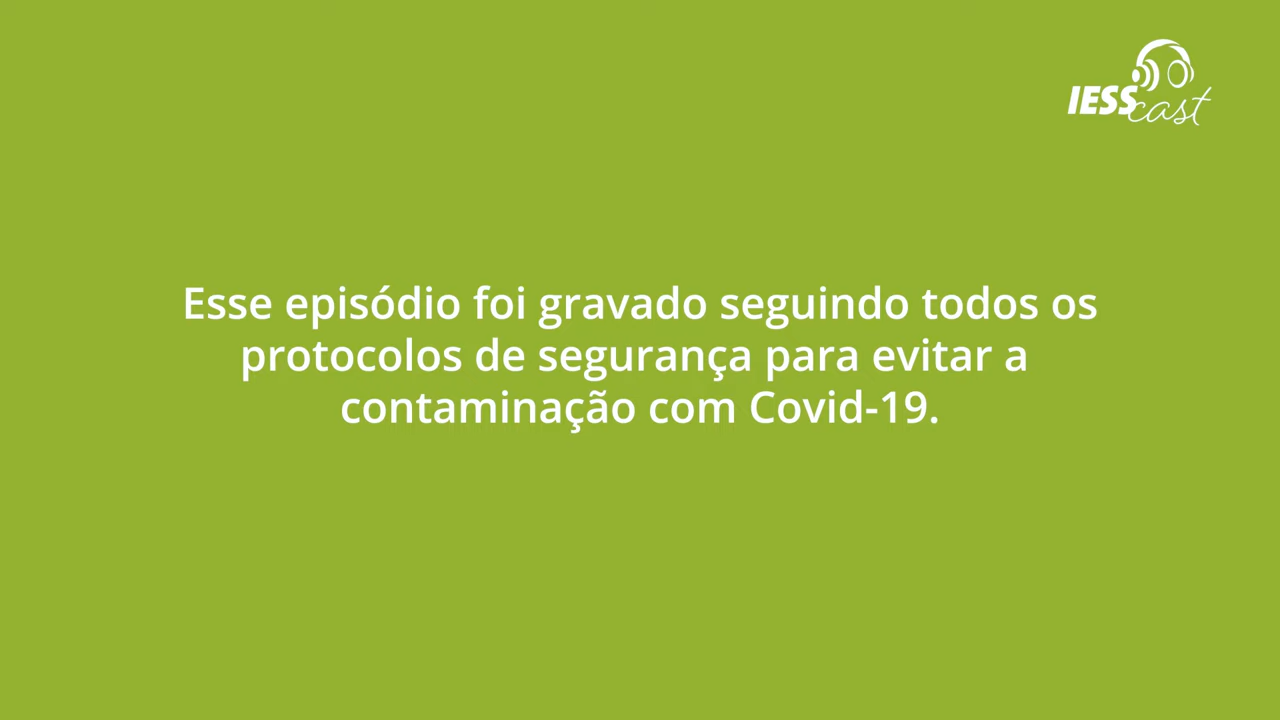 IESScast
Esse episódio foi gravado seguindo todos os
protocolos de segurança para evitar a
contaminação com Covid-19.